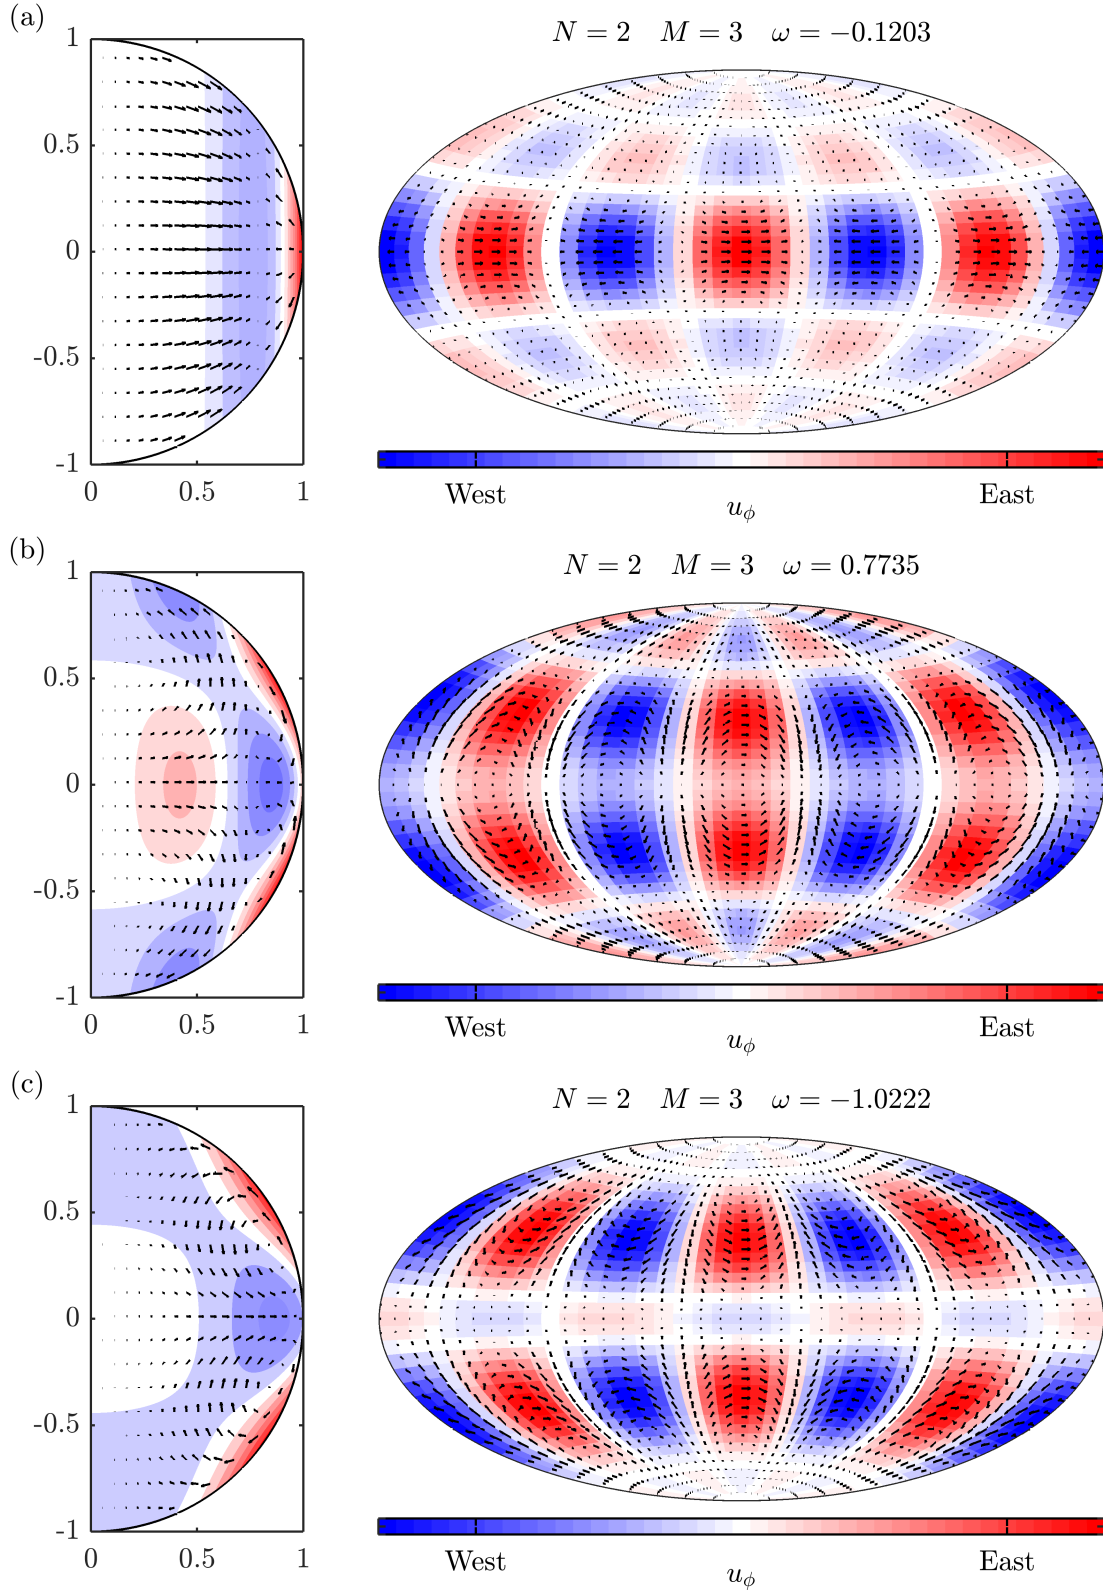 (a)
N = 2 M = 3 ω = −0.1203
1
0.5
0
-0.5
-1
0 0.5 1
West East
u_ϕ
(b)
N = 2 M = 3 ω = 0.7735
1
0.5
0
-0.5
-1
0 0.5 1
West East
u_ϕ
(c)
N = 2 M = 3 ω = −1.0222
1
0.5
0
-0.5
-1
0 0.5 1
West East
u_ϕ